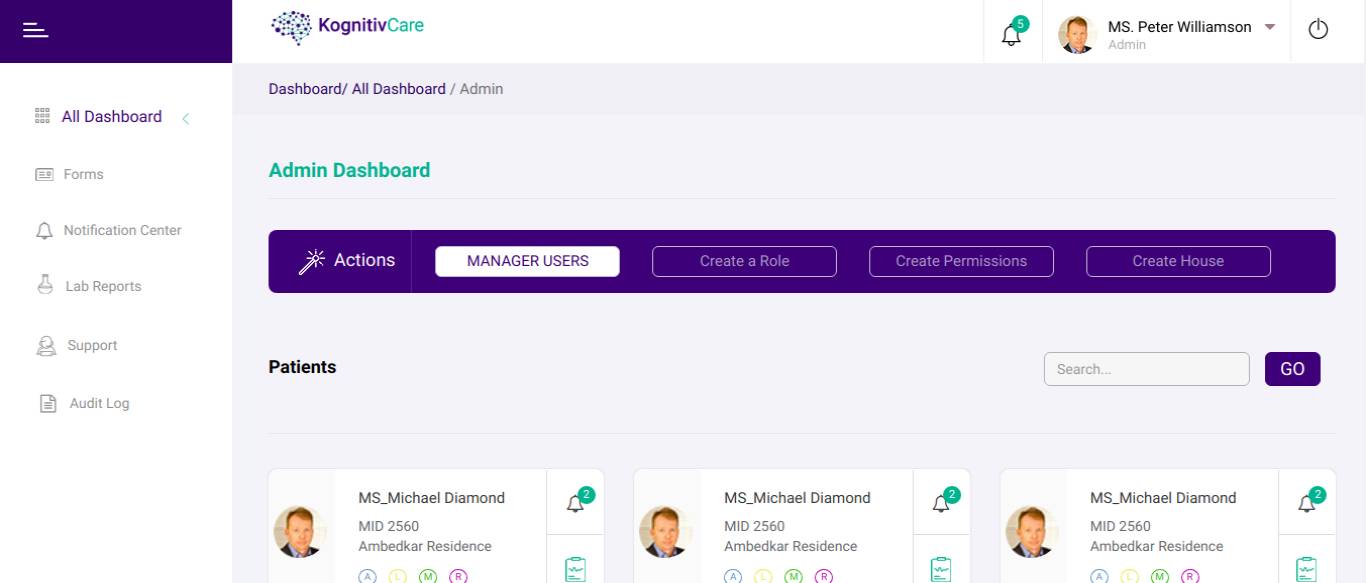 KognitivCare
5
MS. Peter Williamson
Admin
Dashboard/ All Dashboard / Admin
All Dashboard
Forms
Notification Center
Lab Reports
Support
Audit Log
Admin Dashboard
Actions
MANAGER USERS
Create a Role
Create Permissions
Create House
Patients
Search...
GO
MS_Michael Diamond
2
MID 2560
Ambedkar Residence
A L M R
MS_Michael Diamond
2
MID 2560
Ambedkar Residence
A L M R
MS_Michael Diamond
2
MID 2560
Ambedkar Residence
A L M R